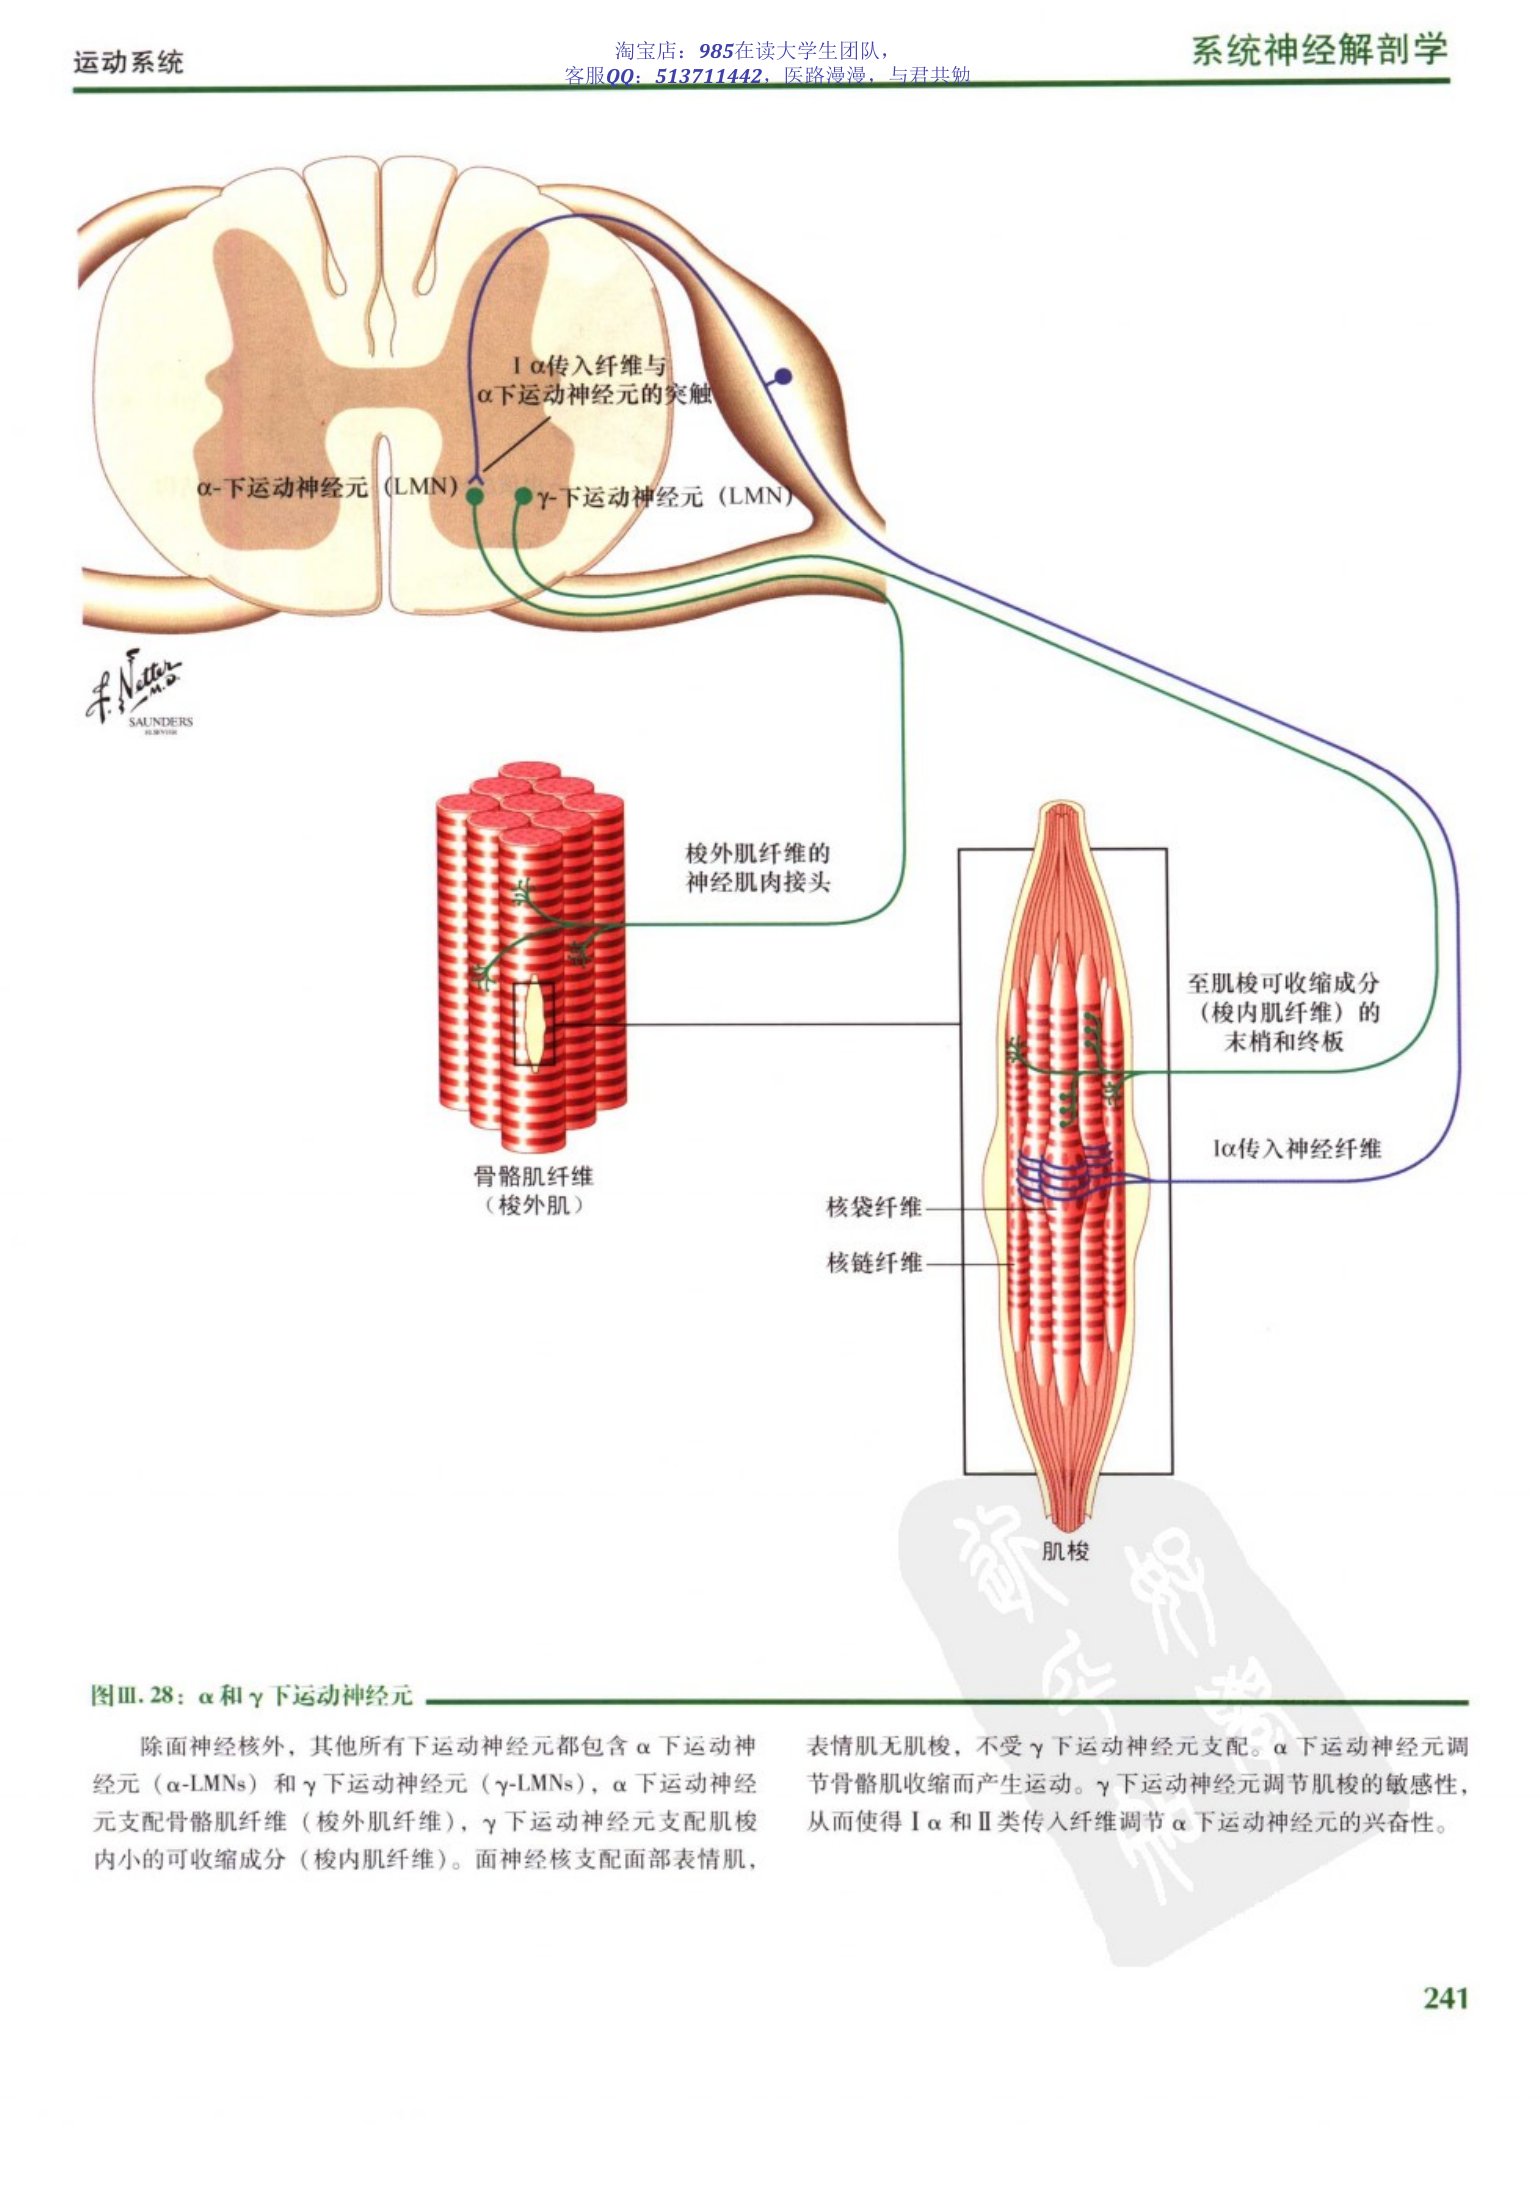 运动系统
淘宝店：985在读大学生团队，
客服QQ：513711442，医路漫漫，与君共勉
系统神经解剖学
Ⅰ α传入纤维与
α下运动神经元的突触
α-下运动神经元（LMN）
γ-下运动神经元（LMN）
F. Netter
M.D.
SAUNDERS
ELSEVIER
梭外肌纤维的
神经肌肉接头
至肌梭可收缩成分
（梭内肌纤维）的
末梢和终板
Ⅰα传入神经纤维
骨骼肌纤维
（梭外肌）
核袋纤维
核链纤维
肌梭
图Ⅲ. 28：α和γ下运动神经元
除面神经核外，其他所有下运动神经元都包含 α 下运动神
经元（α-LMNs）和 γ 下运动神经元（γ-LMNs），α 下运动神经
元支配骨骼肌纤维（梭外肌纤维），γ 下运动神经元支配肌梭
内小的可收缩成分（梭内肌纤维）。面神经核支配面部表情肌，
表情肌无肌梭，不受 γ 下运动神经元支配。α 下运动神经元调
节骨骼肌收缩而产生运动。γ 下运动神经元调节肌梭的敏感性，
从而使得Ⅰα 和Ⅱ类传入纤维调节 α 下运动神经元的兴奋性。
241